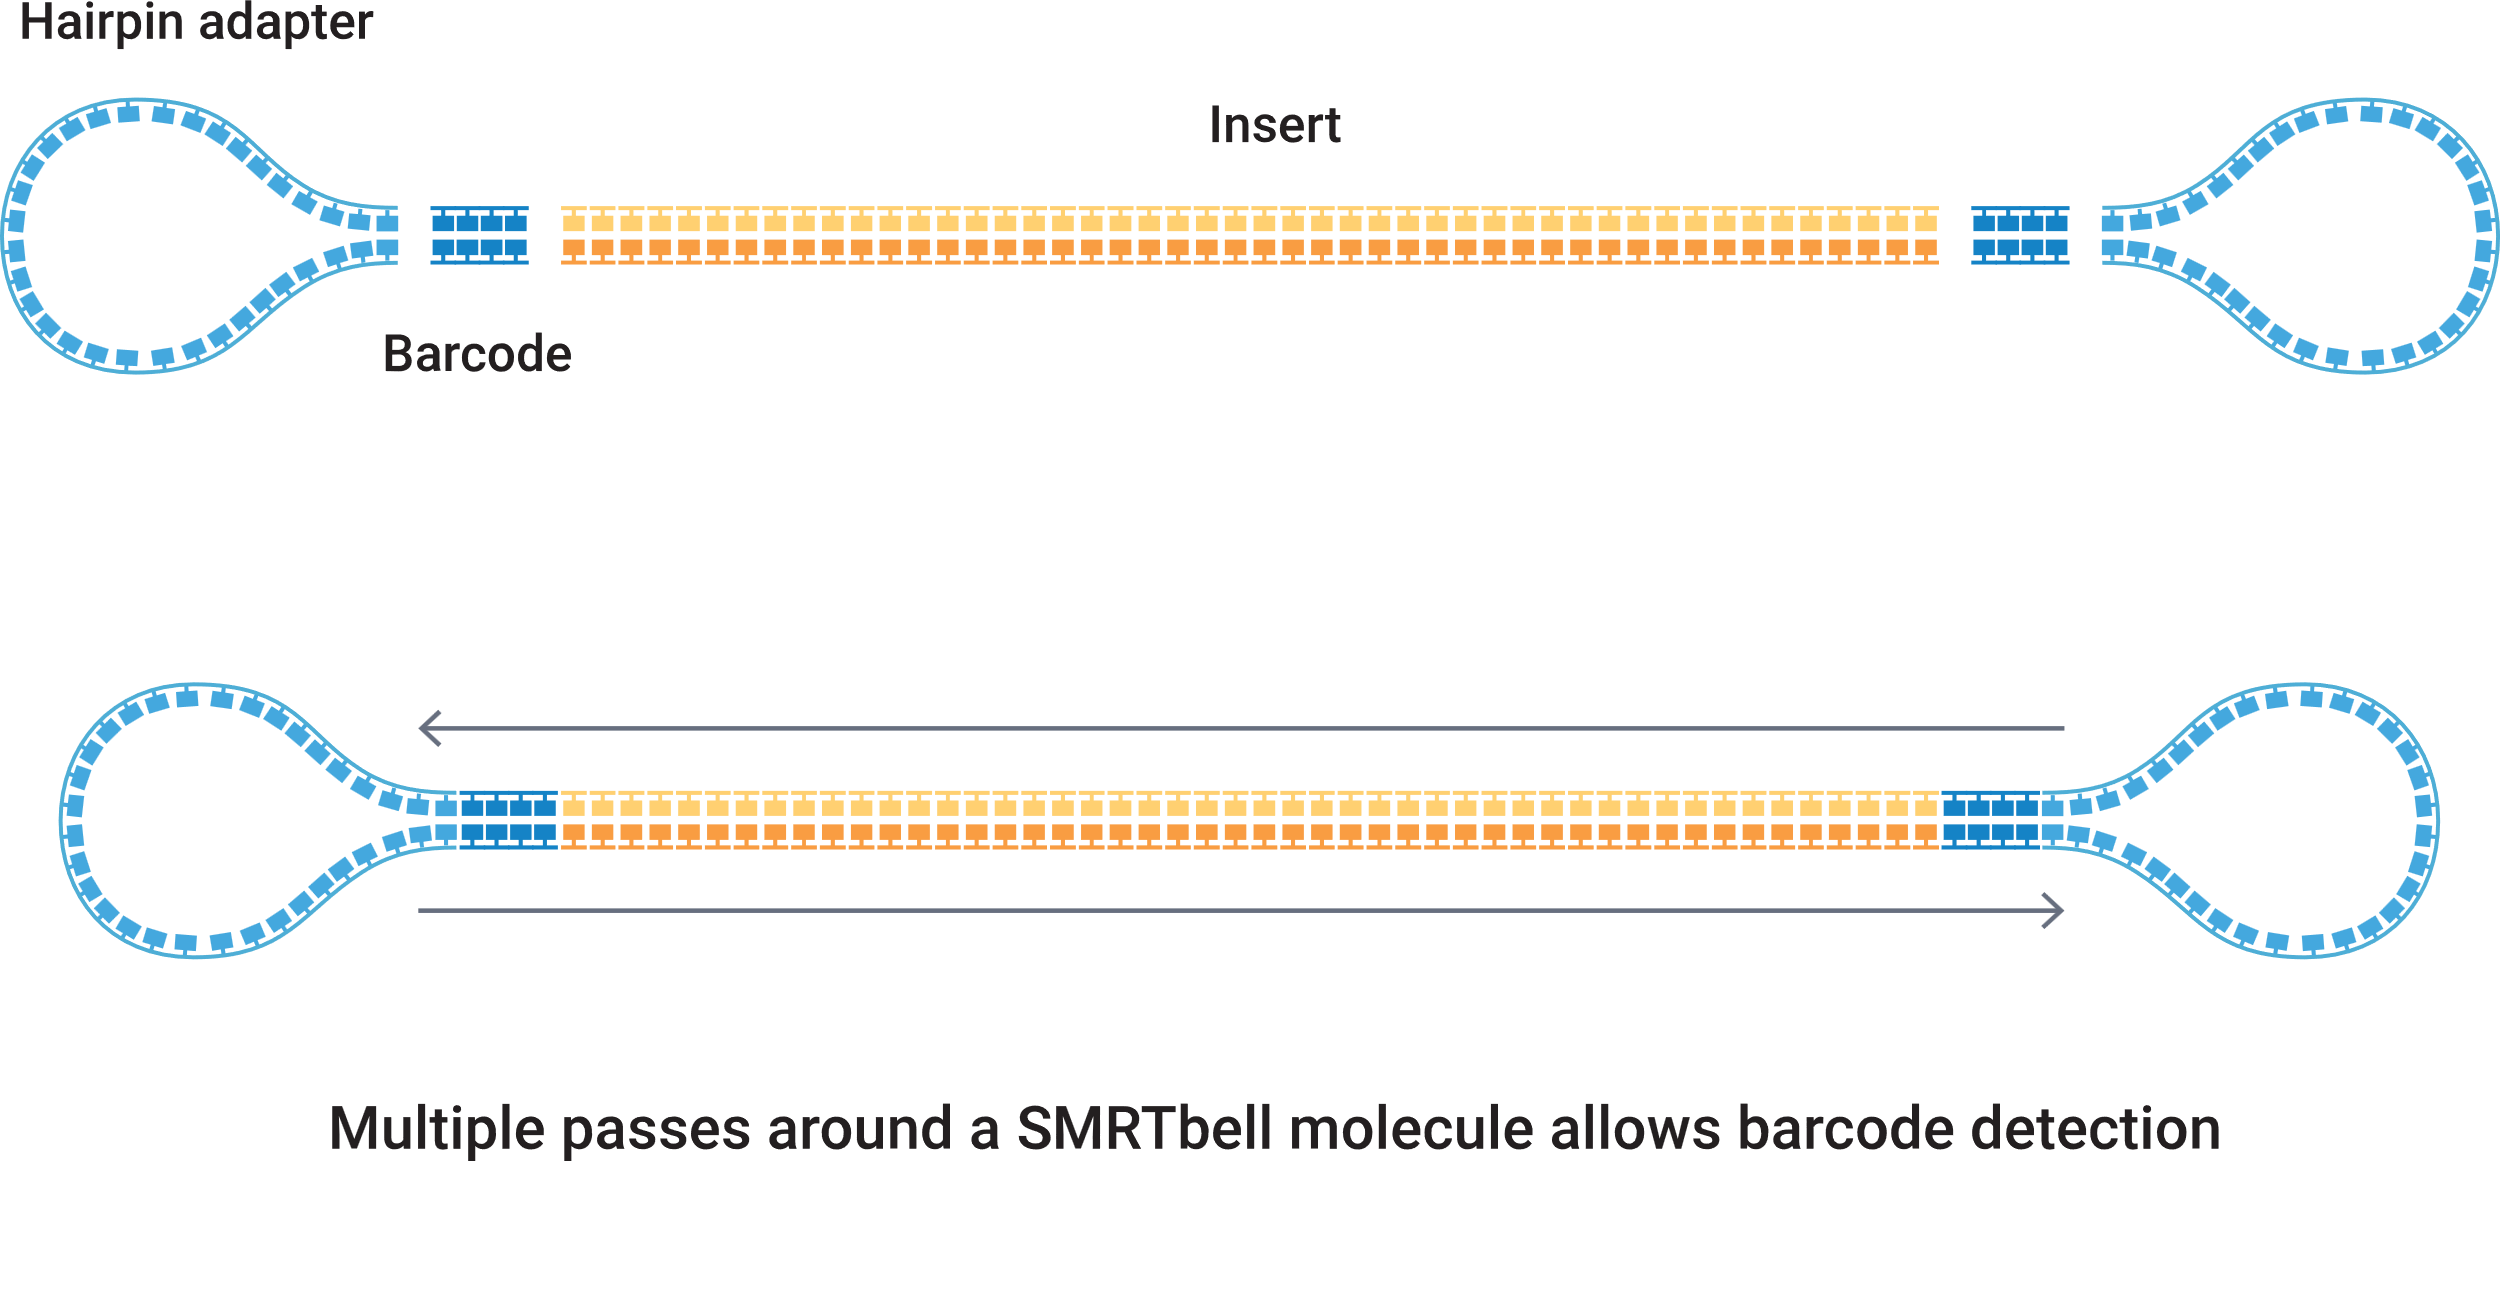 Hairpin adapter
Insert
Barcode
Multiple passes around a SMRTbell molecule allows barcode detection